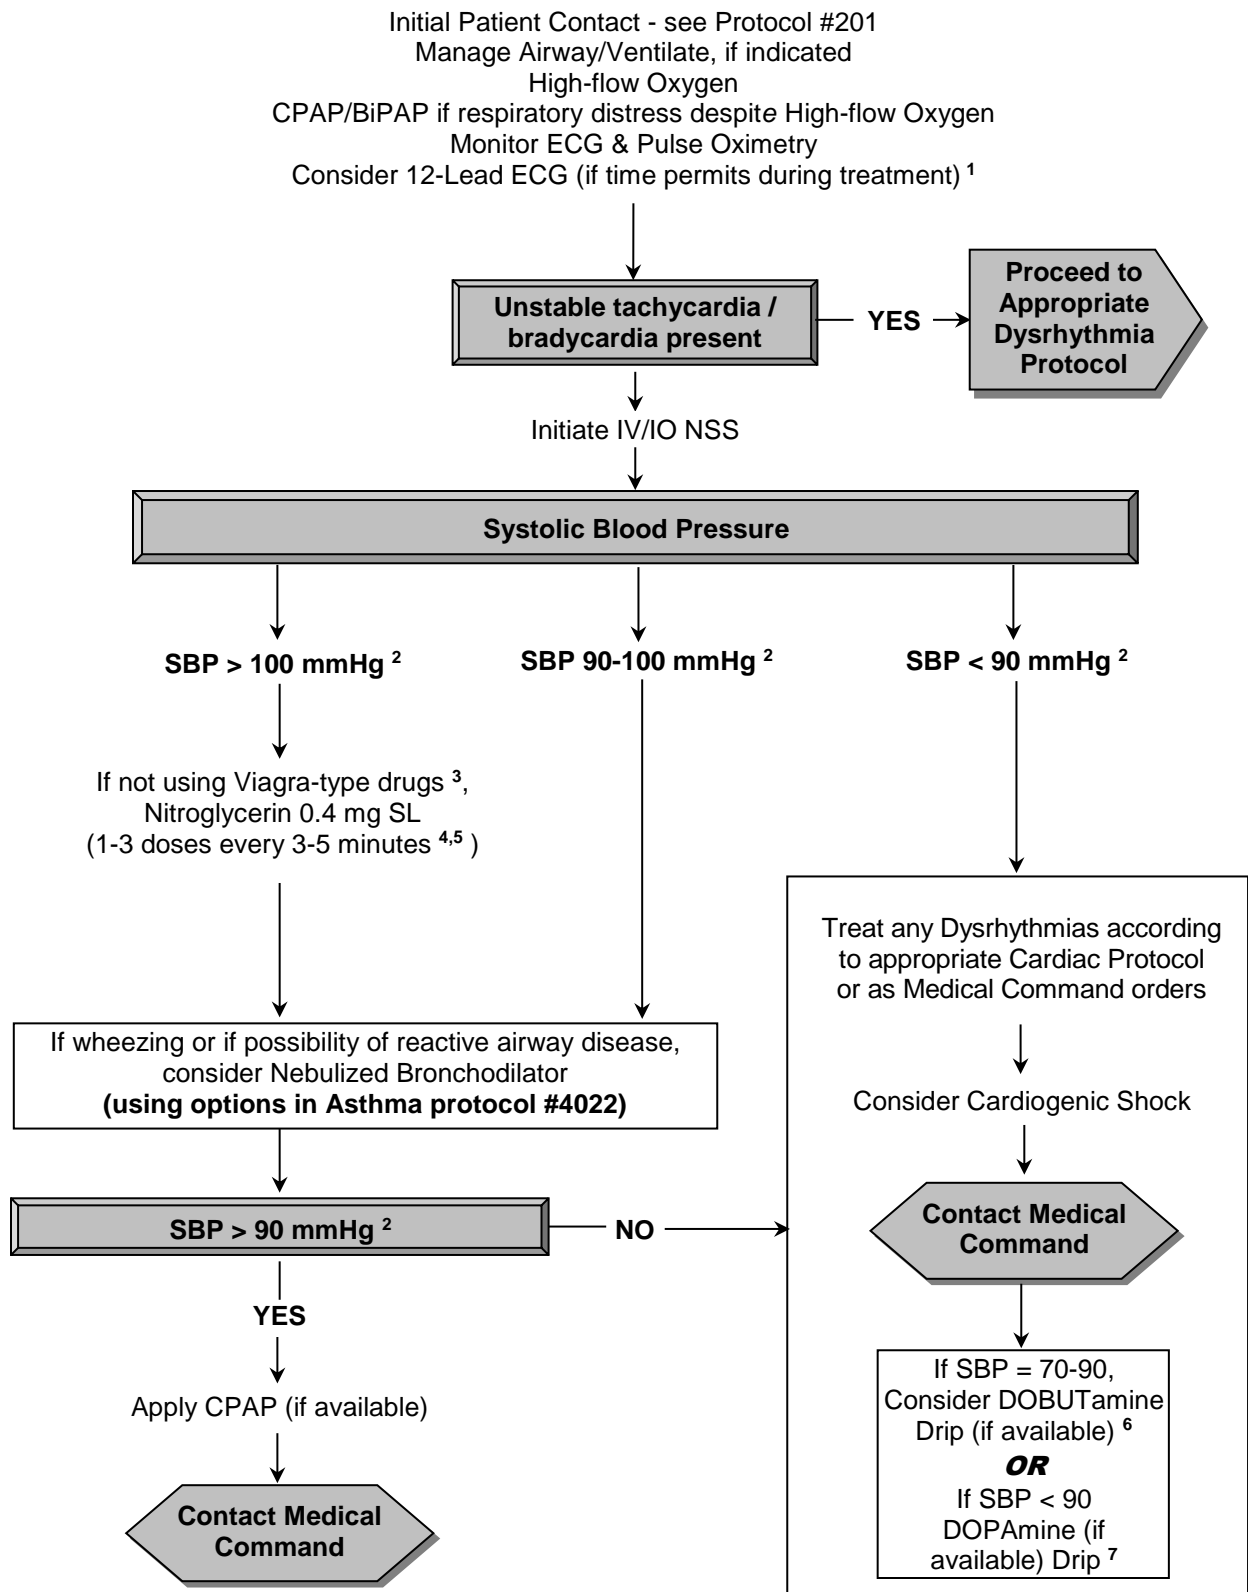 Initial Patient Contact - see Protocol #201
Manage Airway/Ventilate, if indicated
High-flow Oxygen
CPAP/BiPAP if respiratory distress despite High-flow Oxygen
Monitor ECG & Pulse Oximetry
Consider 12-Lead ECG (if time permits during treatment) 1
Unstable tachycardia /
bradycardia present
YES
Proceed to
Appropriate
Dysrhythmia
Protocol
Initiate IV/IO NSS
Systolic Blood Pressure
SBP > 100 mmHg 2
SBP 90-100 mmHg 2
SBP < 90 mmHg 2
If not using Viagra-type drugs 3,
Nitroglycerin 0.4 mg SL
(1-3 doses every 3-5 minutes 4,5 )
If wheezing or if possibility of reactive airway disease,
consider Nebulized Bronchodilator
(using options in Asthma protocol #4022)
SBP > 90 mmHg 2
NO
YES
Apply CPAP (if available)
Contact Medical
Command
Treat any Dysrhythmias according
to appropriate Cardiac Protocol
or as Medical Command orders
Consider Cardiogenic Shock
Contact Medical
Command
If SBP = 70-90,
Consider DOBUTamine
Drip (if available) 6
OR
If SBP < 90
DOPAmine (if
available) Drip 7